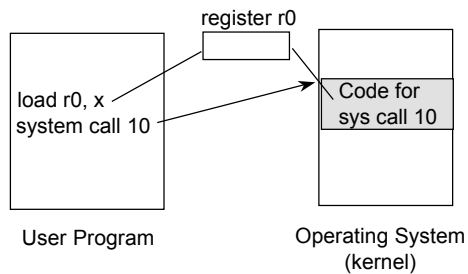 register r0
load r0, x
system call 10
Code for
sys call 10
User Program
Operating System
(kernel)